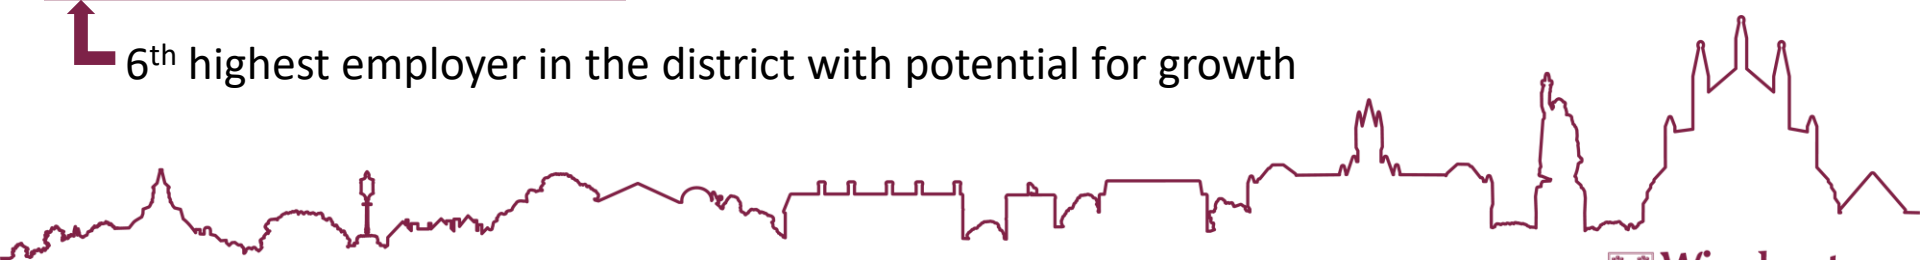 6th highest employer in the district with potential for growth